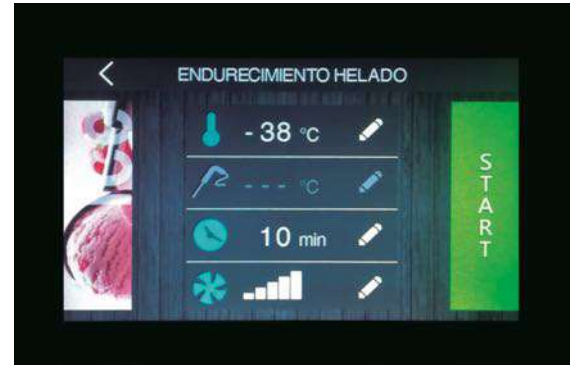 ENDURECIMIENTO HELADO
- 38 °C
- - - °C
10 min
START